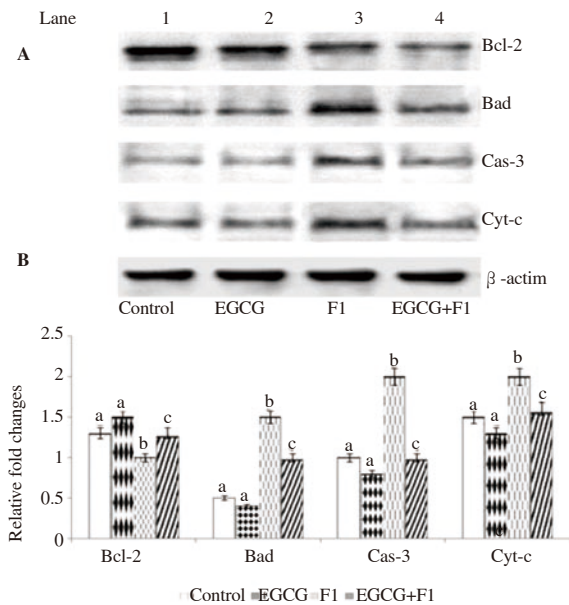 Lane 1 2 3 4
A
Bcl-2
Bad
Cas-3
Cyt-c
B
β-actim
Control EGCG F1 EGCG+F1
Relative fold changes
2.5
2
1.5
1
0.5
0
a a b c
a a b c
a a b c
a a b c
c
Bcl-2 Bad Cas-3 Cyt-c
Control EGCG F1 EGCG+F1